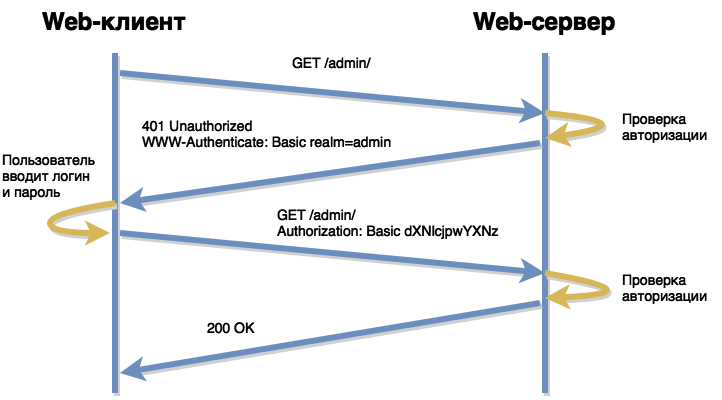 Web-клиент
Web-сервер
GET /admin/
Проверка
авторизации
401 Unauthorized
WWW-Authenticate: Basic realm=admin
Пользователь
вводит логин
и пароль
GET /admin/
Authorization: Basic dXNlcjpwYXNz
Проверка
авторизации
200 OK